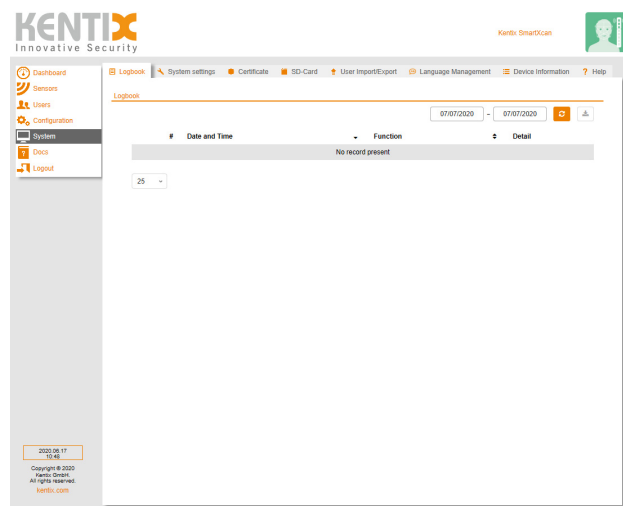 KENTIX
Innovative Security
Kentix SmartXcan
Dashboard
Sensors
Users
Configuration
System
Docs
Logout
Logbook
System settings
Certificate
SD-Card
User Import/Export
Language Management
Device Information
? Help
Logbook
07/07/2020 - 07/07/2020
# Date and Time Function Detail
No record present
25
2020.06.17
10:48
Copyright © 2020
Kentix GmbH.
All rights reserved.
kentix.com